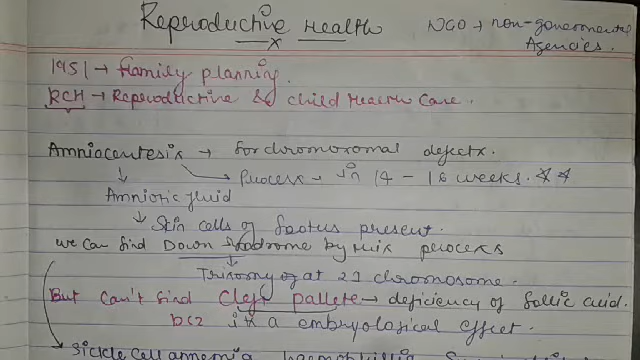 Reproductive Health
NGO → non-governmental
Agencies.
1951 → Family planning.
RCH → Reproductive & child Health Care.
Amniocentesis → for chromosomal defects.
Process → in 14 - 16 weeks. **
Amniotic fluid
↓ Skin cells of foetus present.
we can find Down Syndrome by this process
Trisomy of at 21 chromosome.
But can't find Cleft pallete → deficiency of follic acid.
bcz it's a embryological effect.
Sickle cell anemia, haemophilia